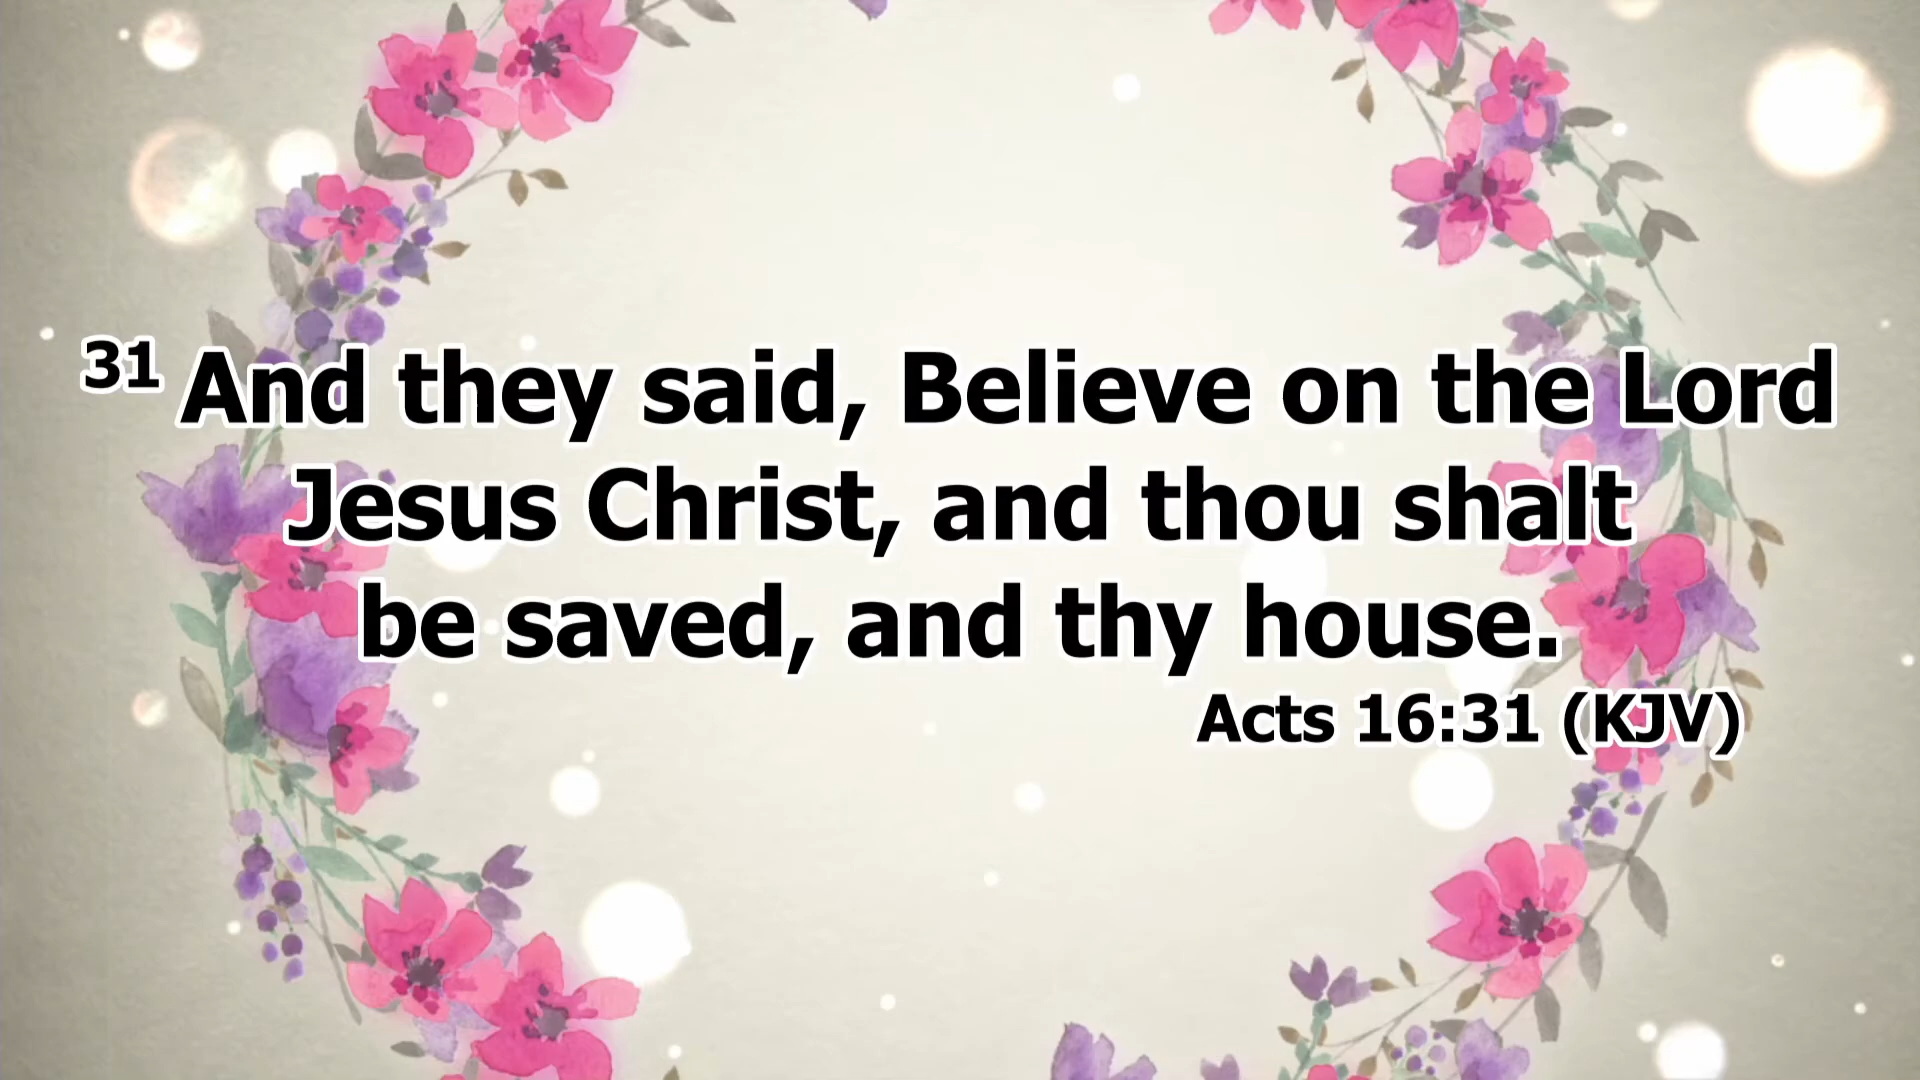 31 And they said, Believe on the Lord
Jesus Christ, and thou shalt
be saved, and thy house.
Acts 16:31 (KJV)